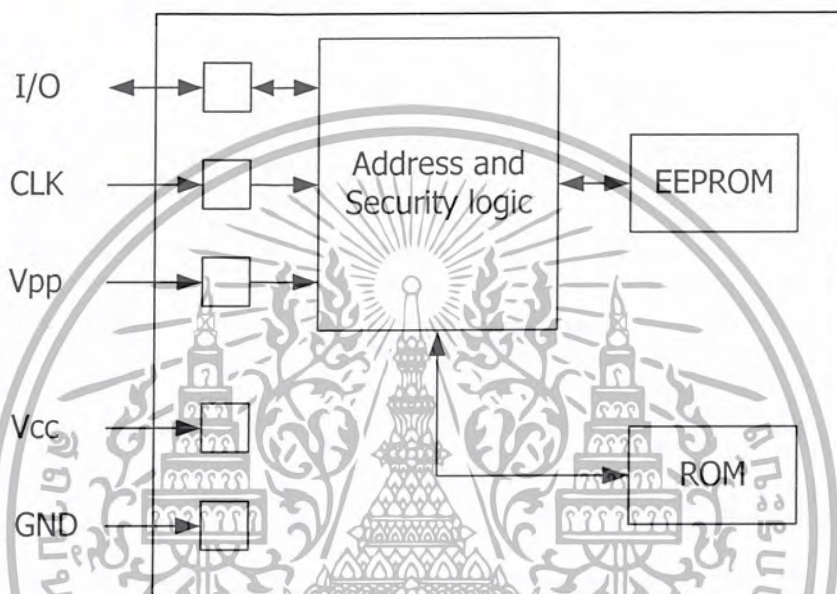 I/O
CLK
Vpp
Vcc
GND
Address and
Security logic
EEPROM
ROM